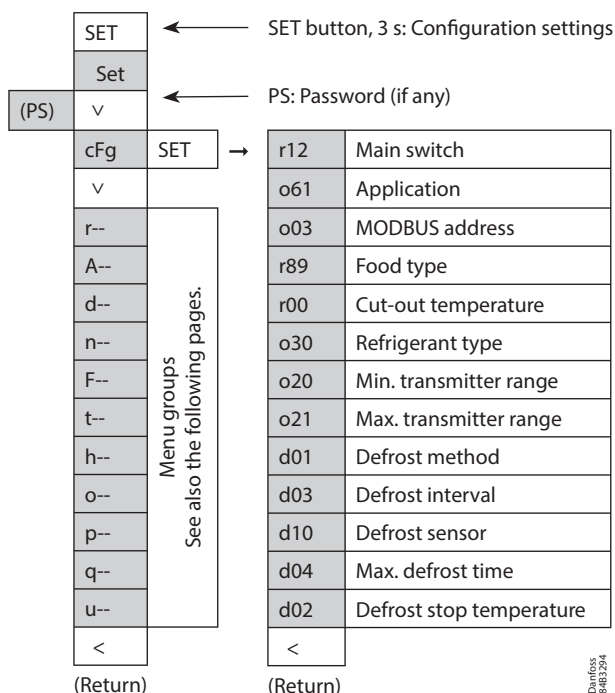 SET
SET button, 3 s: Configuration settings
Set
(PS)
˅
PS: Password (if any)
cFg
SET
→
r12
Main switch
˅
o61
Application
r--
o03
MODBUS address
A--
r89
Food type
d--
r00
Cut-out temperature
n--
o30
Refrigerant type
F--
o20
Min. transmitter range
t--
o21
Max. transmitter range
h--
d01
Defrost method
o--
d03
Defrost interval
p--
d10
Defrost sensor
q--
d04
Max. defrost time
u--
d02
Defrost stop temperature
Menu groups
See also the following pages.
<
<
(Return)
(Return)
Danfoss
84B3294